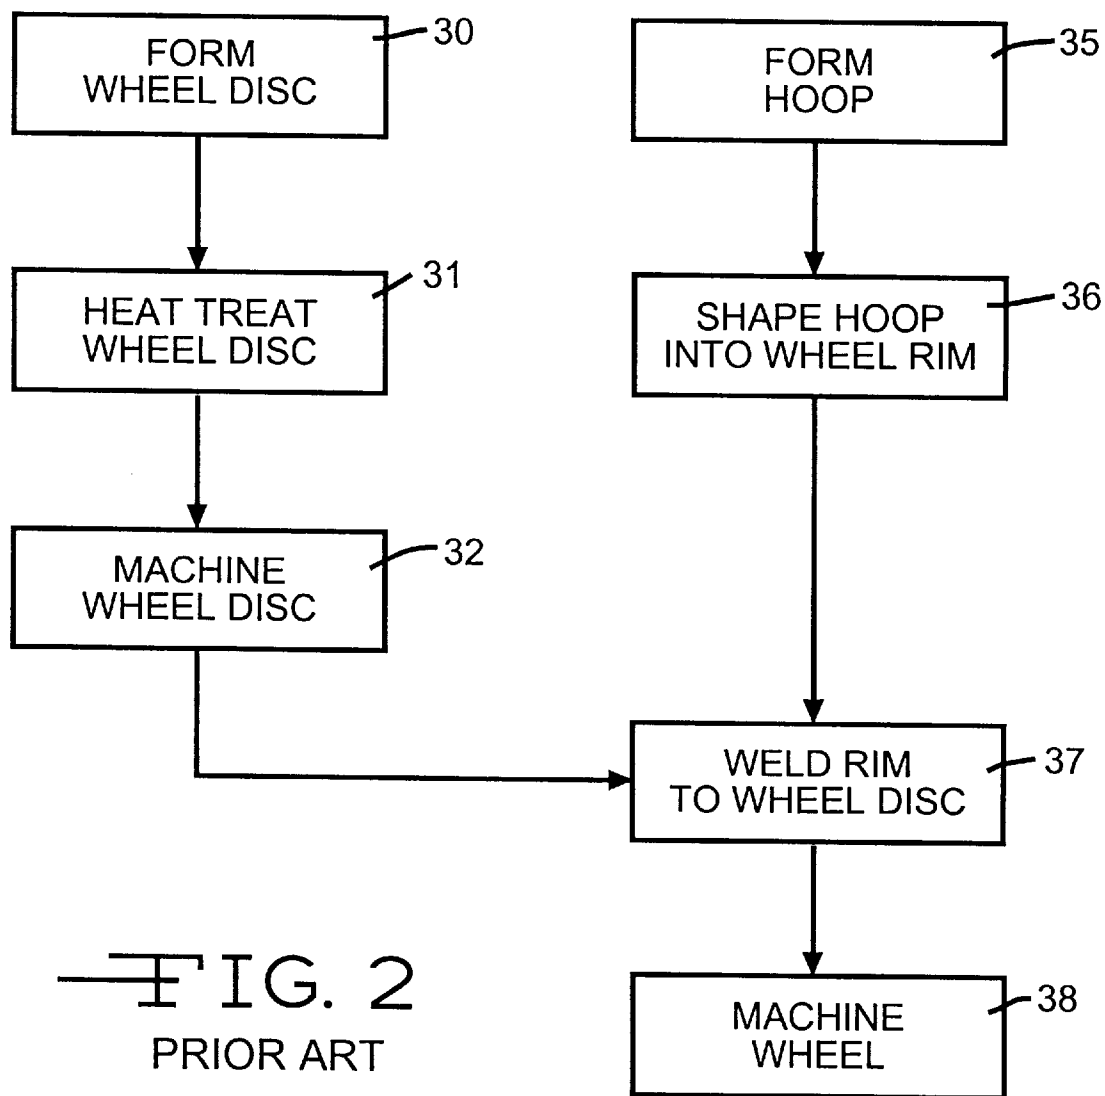 FORM
WHEEL DISC
30
HEAT TREAT
WHEEL DISC
31
MACHINE
WHEEL DISC
32
FORM
HOOP
35
SHAPE HOOP
INTO WHEEL RIM
36
WELD RIM
TO WHEEL DISC
37
MACHINE
WHEEL
38
FIG. 2
PRIOR ART